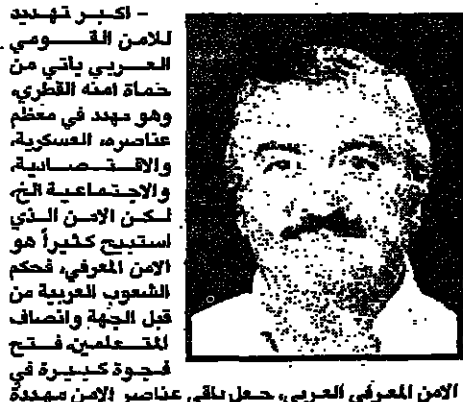 - اكبر تهديد
للامن القومي
العربي ياتي من
حماة امنه القطري،
وهو مهدد في معظم
عناصره، العسكرية،
والاقتصادية،
والاجتماعية الخ،
لكن الامن الذي
استبيح كثيراً هو
الامن المعرفي، فحكم
الشعوب العربية من
قبل الجهة وانصاف
المتعلمين، فتح
فجوة كبيرة في
الامن المعرفي العربي، جعل باقي عناصر الامن مهددة